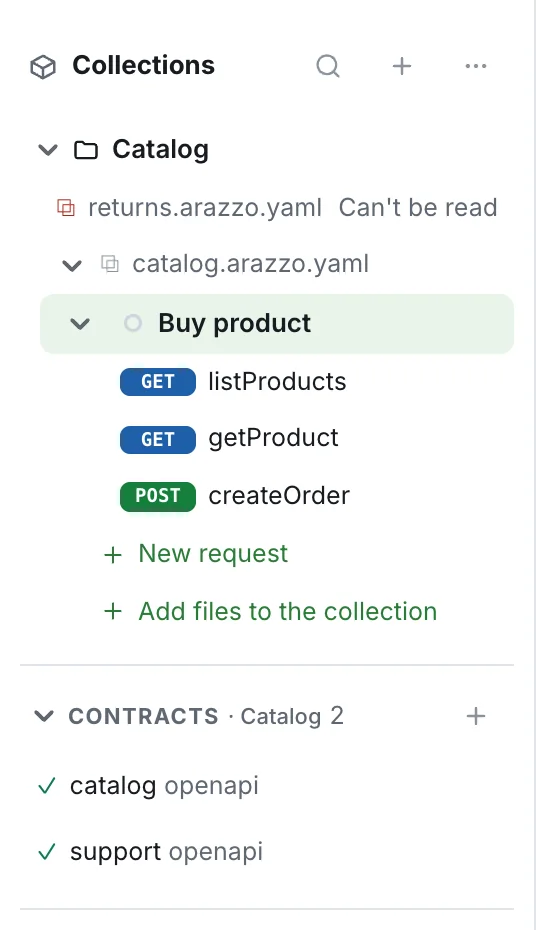 Collections
Catalog
returns.arazzo.yaml Can't be read
catalog.arazzo.yaml
Buy product
GET listProducts
GET getProduct
POST createOrder
+ New request
+ Add files to the collection
CONTRACTS · Catalog 2
catalog openapi
support openapi